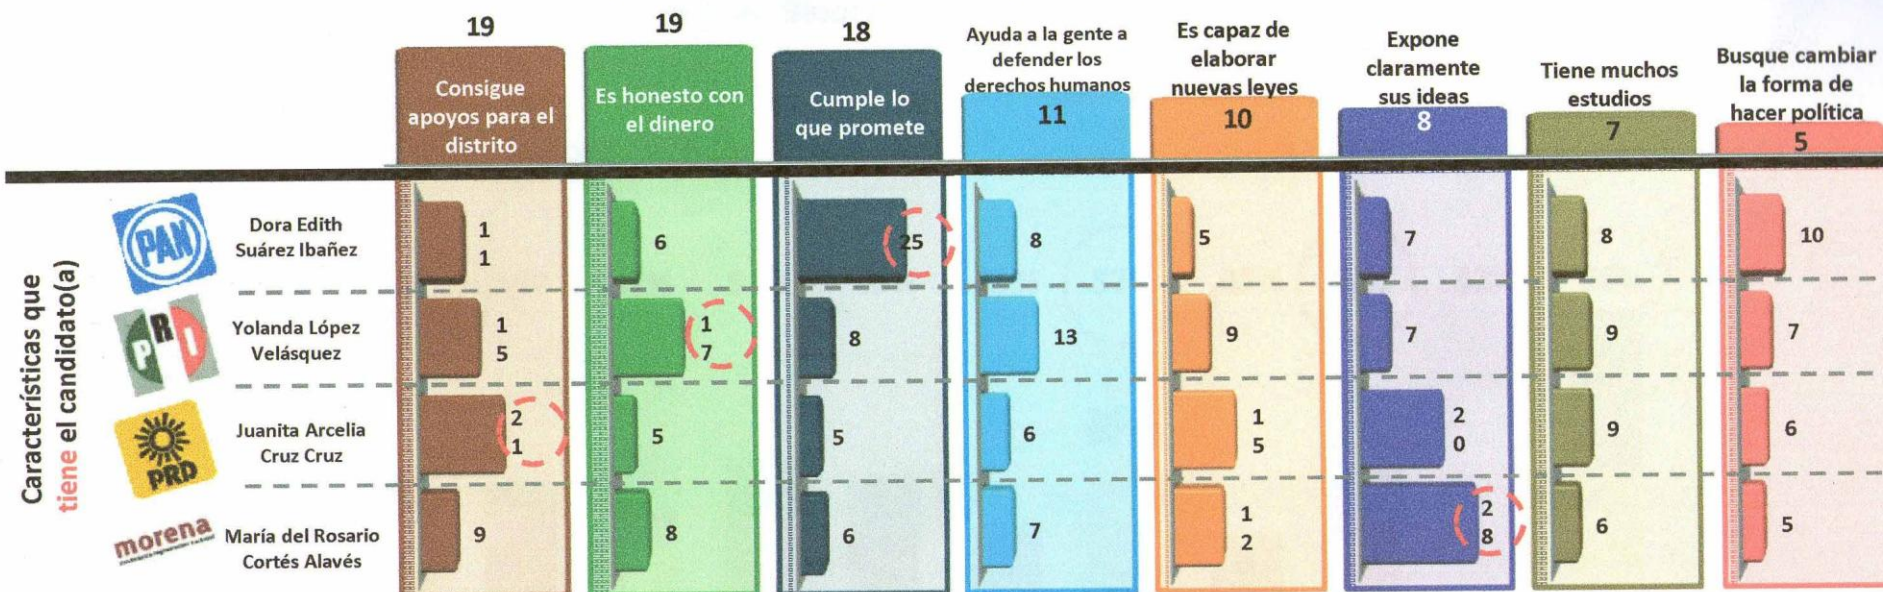 19
19
18
Consigue
apoyos para el
distrito
Es honesto con
el dinero
Cumple lo
que promete
Ayuda a la gente a
defender los
derechos humanos
11
Es capaz de
elaborar
nuevas leyes
10
Expone
claramente
sus ideas
8
Tiene muchos
estudios
7
Busque cambiar
la forma de
hacer política
5
Características que
tiene el candidato(a)
PAN
Dora Edith
Suárez Ibañez
1
1
6
25
8
5
7
8
10
PRI
Yolanda López
Velásquez
1
5
1
7
8
13
9
7
9
7
PRD
Juanita Arcelia
Cruz Cruz
2
1
5
5
6
1
5
2
0
9
6
morena
María del Rosario
Cortés Alavés
9
8
6
7
1
2
2
8
6
5